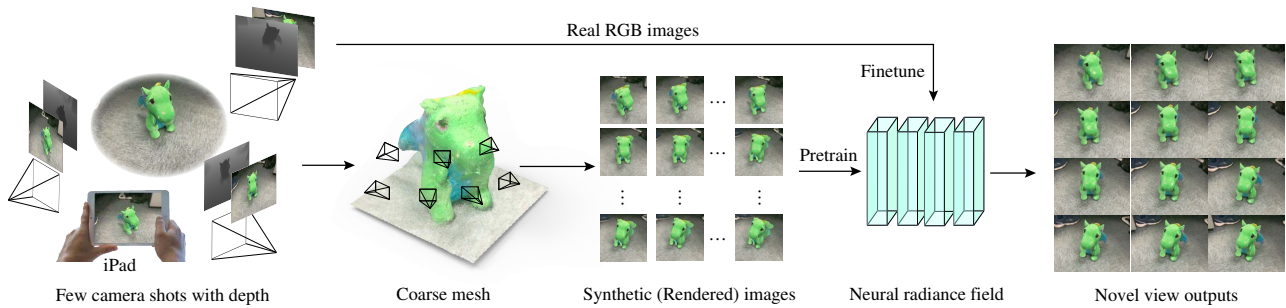 Real RGB images
Finetune
Pretrain
iPad
Few camera shots with depth
Coarse mesh
Synthetic (Rendered) images
Neural radiance field
Novel view outputs